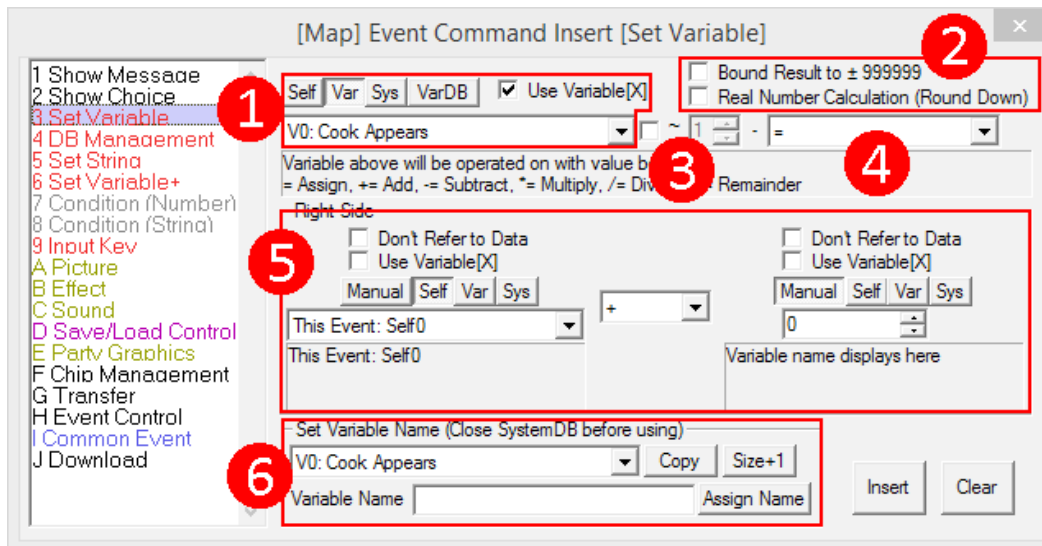 [Map] Event Command Insert [Set Variable]
×
1 Show Message
2 Show Choice
3 Set Variable
4 DB Management
5 Set String
6 Set Variable+
7 Condition (Number)
8 Condition (String)
9 Input Key
A Picture
B Effect
C Sound
D Save/Load Control
E Party Graphics
F Chip Management
G Transfer
H Event Control
I Common Event
J Download
1
Self Var Sys VarDB Use Variable[X]
2
Bound Result to ± 999999
Real Number Calculation (Round Down)
V0: Cook Appears ~ 1 - =
3
4
Variable above will be operated on with value
= Assign, += Add, -= Subtract, *= Multiply, /= Remainder
Right Side
5
Don't Refer to Data
Use Variable[X]
Manual Self Var Sys
This Event: Self0
This Event: Self0
+
Don't Refer to Data
Use Variable[X]
Manual Self Var Sys
0
Variable name displays here
6
Set Variable Name (Close SystemDB before using)
V0: Cook Appears Copy Size+1
Variable Name Assign Name
Insert Clear